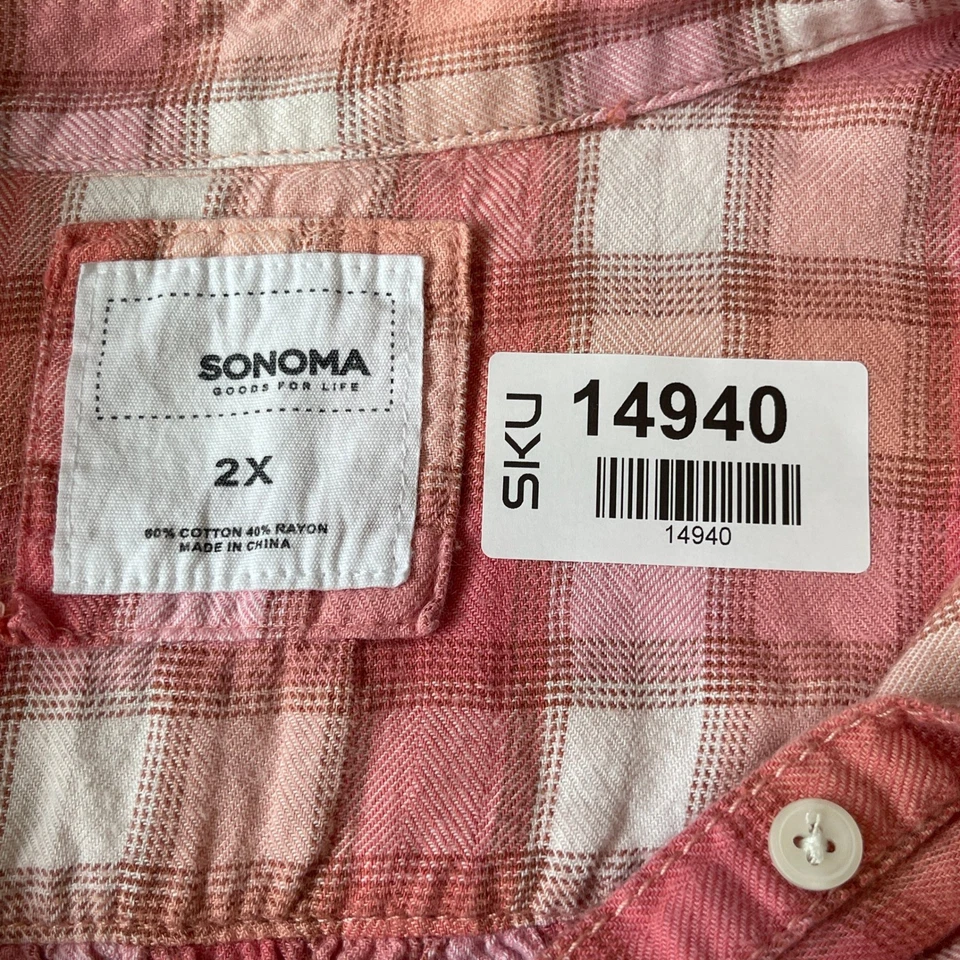 SONOMA
GOODS FOR LIFE
2X
60% COTTON 40% RAYON
MADE IN CHINA
SKU
14940
14940